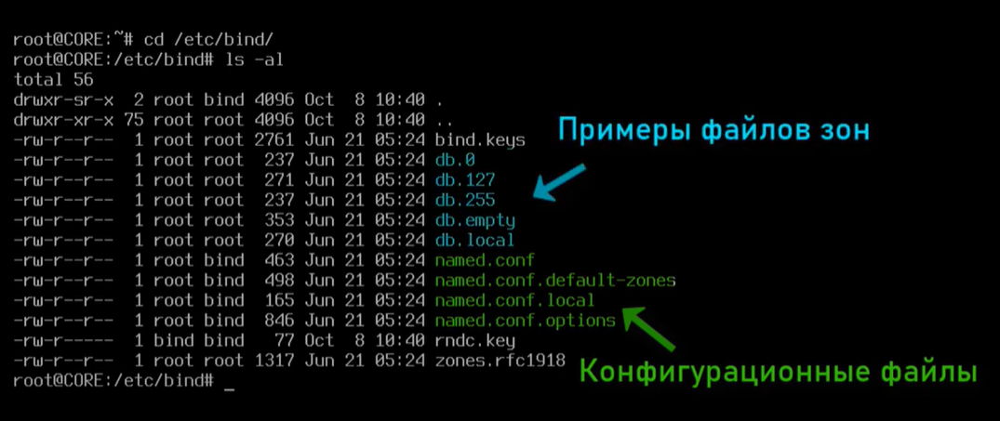 root@CORE:~# cd /etc/bind/
root@CORE:/etc/bind# ls -al
total 56
drwxr-sr-x  2 root bind 4096 Oct  8 10:40 .
drwxr-xr-x 75 root root 4096 Oct  8 10:40 ..
-rw-r--r--  1 root root 2761 Jun 21 05:24 bind.keys
-rw-r--r--  1 root root  237 Jun 21 05:24 db.0
-rw-r--r--  1 root root  271 Jun 21 05:24 db.127
-rw-r--r--  1 root root  237 Jun 21 05:24 db.255
-rw-r--r--  1 root root  353 Jun 21 05:24 db.empty
-rw-r--r--  1 root root  270 Jun 21 05:24 db.local
-rw-r--r--  1 root bind  463 Jun 21 05:24 named.conf
-rw-r--r--  1 root bind  498 Jun 21 05:24 named.conf.default-zones
-rw-r--r--  1 root bind  165 Jun 21 05:24 named.conf.local
-rw-r--r--  1 root bind  846 Jun 21 05:24 named.conf.options
-rw-r-----  1 bind bind   77 Oct  8 10:40 rndc.key
-rw-r--r--  1 root root 1317 Jun 21 05:24 zones.rfc1918
root@CORE:/etc/bind# _
Примеры файлов зон
Конфигурационные файлы